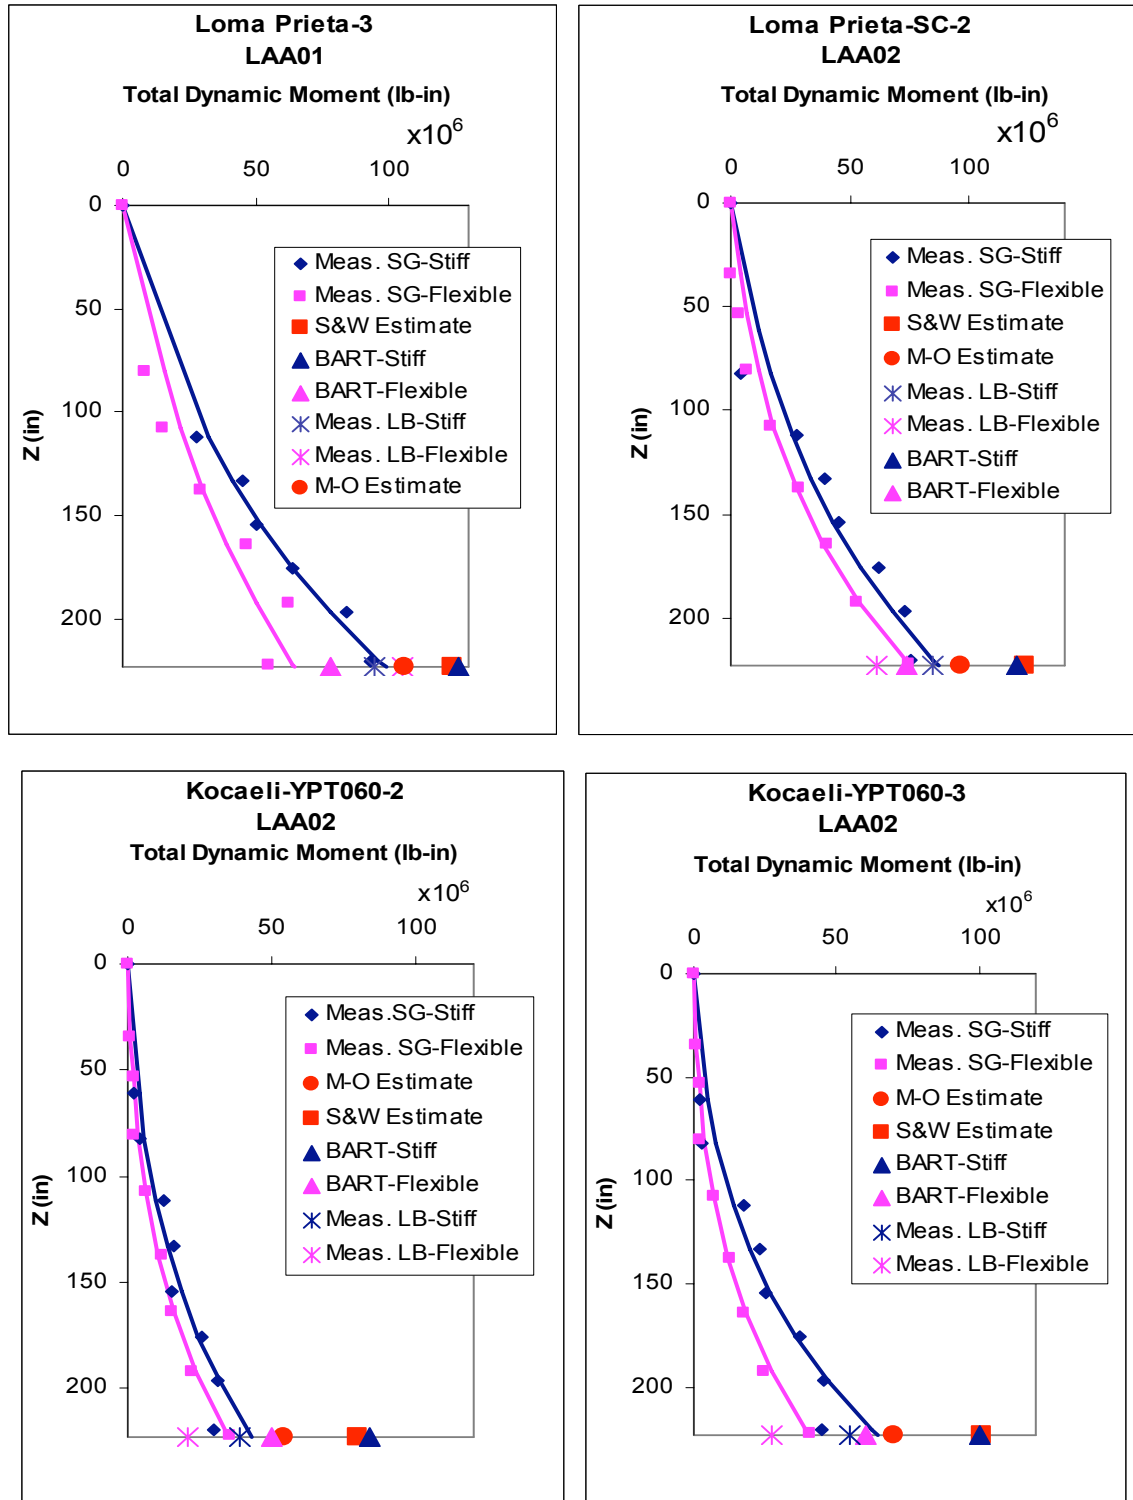 Loma Prieta-3
LAA01
Total Dynamic Moment (lb-in)
x10^6
0 50 100
0
50
100
150
200
Z (in)
Meas. SG-Stiff
Meas. SG-Flexible
S&W Estimate
BART-Stiff
BART-Flexible
Meas. LB-Stiff
Meas. LB-Flexible
M-O Estimate
Loma Prieta-SC-2
LAA02
Total Dynamic Moment (lb-in)
x10^6
0 50 100
0
50
100
150
200
Z (in)
Meas. SG-Stiff
Meas. SG-Flexible
S&W Estimate
M-O Estimate
Meas. LB-Stiff
Meas. LB-Flexible
BART-Stiff
BART-Flexible
Kocaeli-YPT060-2
LAA02
Total Dynamic Moment (lb-in)
x10^6
0 50 100
0
50
100
150
200
Z (in)
Meas.SG-Stiff
Meas. SG-Flexible
M-O Estimate
S&W Estimate
BART-Stiff
BART-Flexible
Meas. LB-Stiff
Meas. LB-Flexible
Kocaeli-YPT060-3
LAA02
Total Dynamic Moment (lb-in)
x10^6
0 50 100
0
50
100
150
200
Z (in)
Meas. SG-Stiff
Meas. SG-Flexible
M-O Estimate
S&W Estimate
BART-Stiff
BART-Flexible
Meas. LB-Stiff
Meas. LB-Flexible